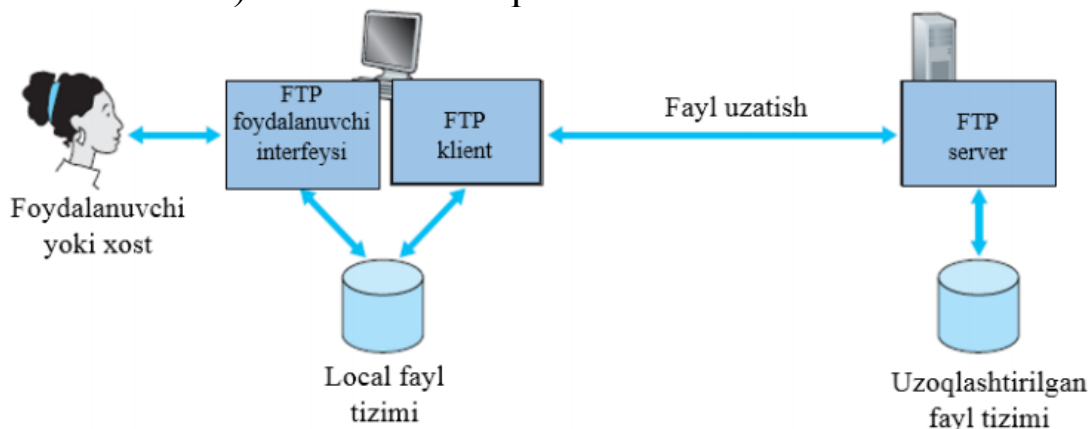 FTP
foydalanuvchi
interfeysi
FTP
klient
Fayl uzatish
FTP
server
Foydalanuvchi
yoki xost
Local fayl
tizimi
Uzoqlashtirilgan
fayl tizimi